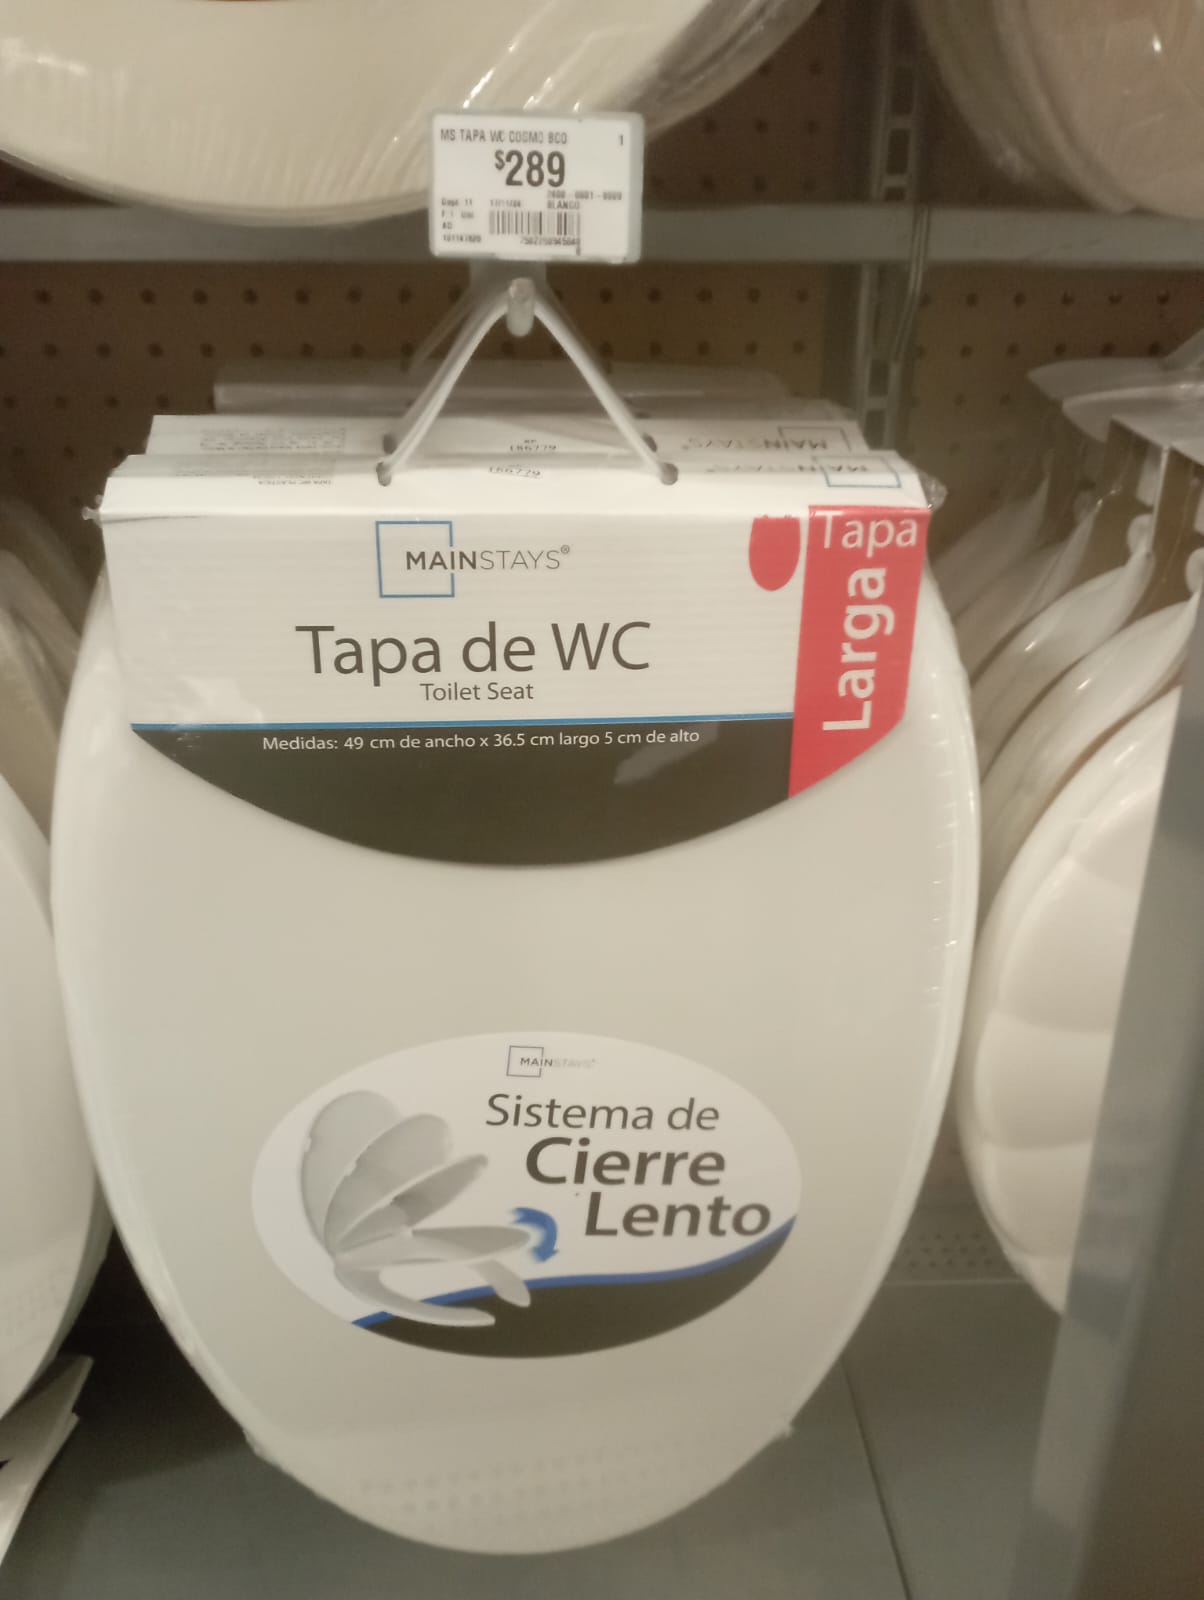 MS TAPA WC COSMO BCO 1
$289
BLANCO
MAINSTAYS®
Tapa
Larga
Tapa de WC
Toilet Seat
Medidas: 49 cm de ancho x 36.5 cm largo 5 cm de alto
MAINSTAYS®
Sistema de
Cierre
Lento